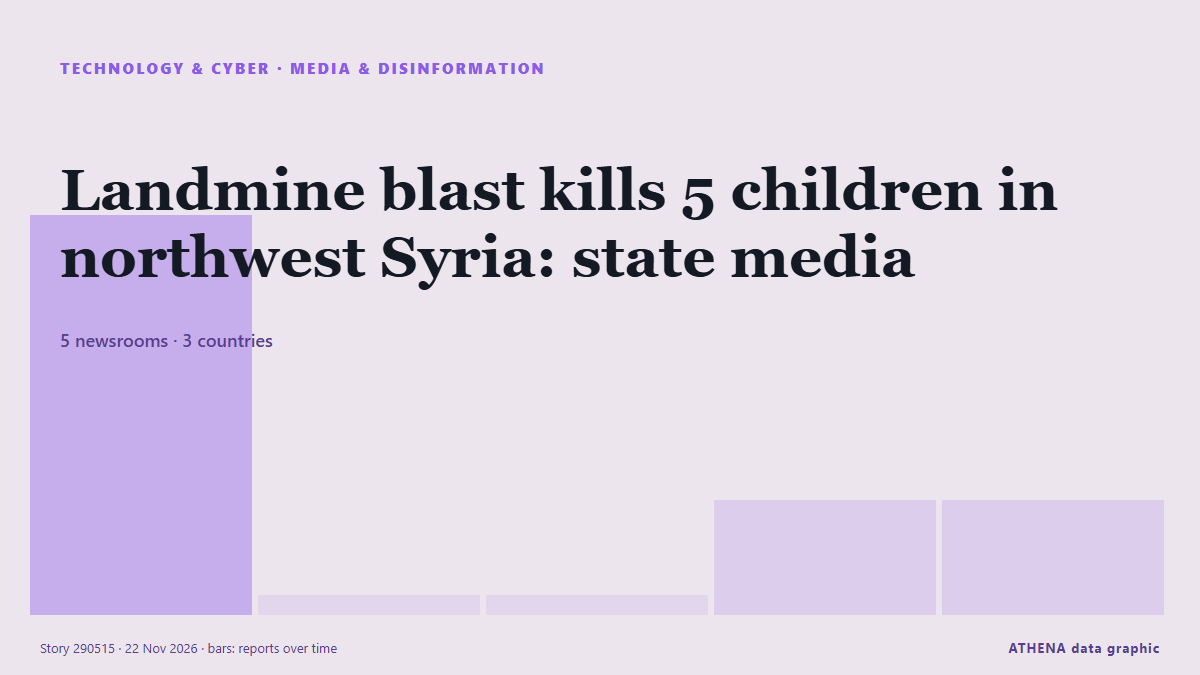 TECHNOLOGY & CYBER · MEDIA & DISINFORMATION
Landmine blast kills 5 children in
northwest Syria: state media
5 newsrooms · 3 countries
Story 290515 · 22 Nov 2026 · bars: reports over time
ATHENA data graphic